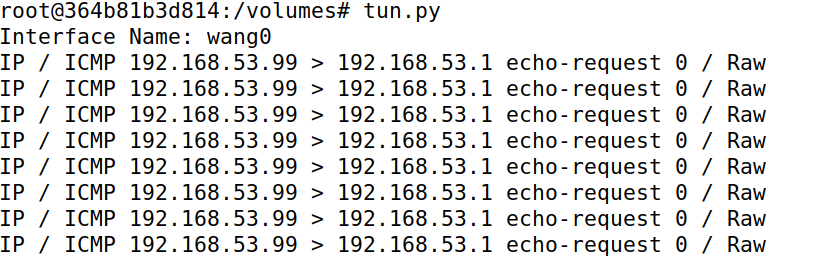 root@364b81b3d814:/volumes# tun.py
Interface Name: wang0
IP / ICMP 192.168.53.99 > 192.168.53.1 echo-request 0 / Raw
IP / ICMP 192.168.53.99 > 192.168.53.1 echo-request 0 / Raw
IP / ICMP 192.168.53.99 > 192.168.53.1 echo-request 0 / Raw
IP / ICMP 192.168.53.99 > 192.168.53.1 echo-request 0 / Raw
IP / ICMP 192.168.53.99 > 192.168.53.1 echo-request 0 / Raw
IP / ICMP 192.168.53.99 > 192.168.53.1 echo-request 0 / Raw
IP / ICMP 192.168.53.99 > 192.168.53.1 echo-request 0 / Raw
IP / ICMP 192.168.53.99 > 192.168.53.1 echo-request 0 / Raw